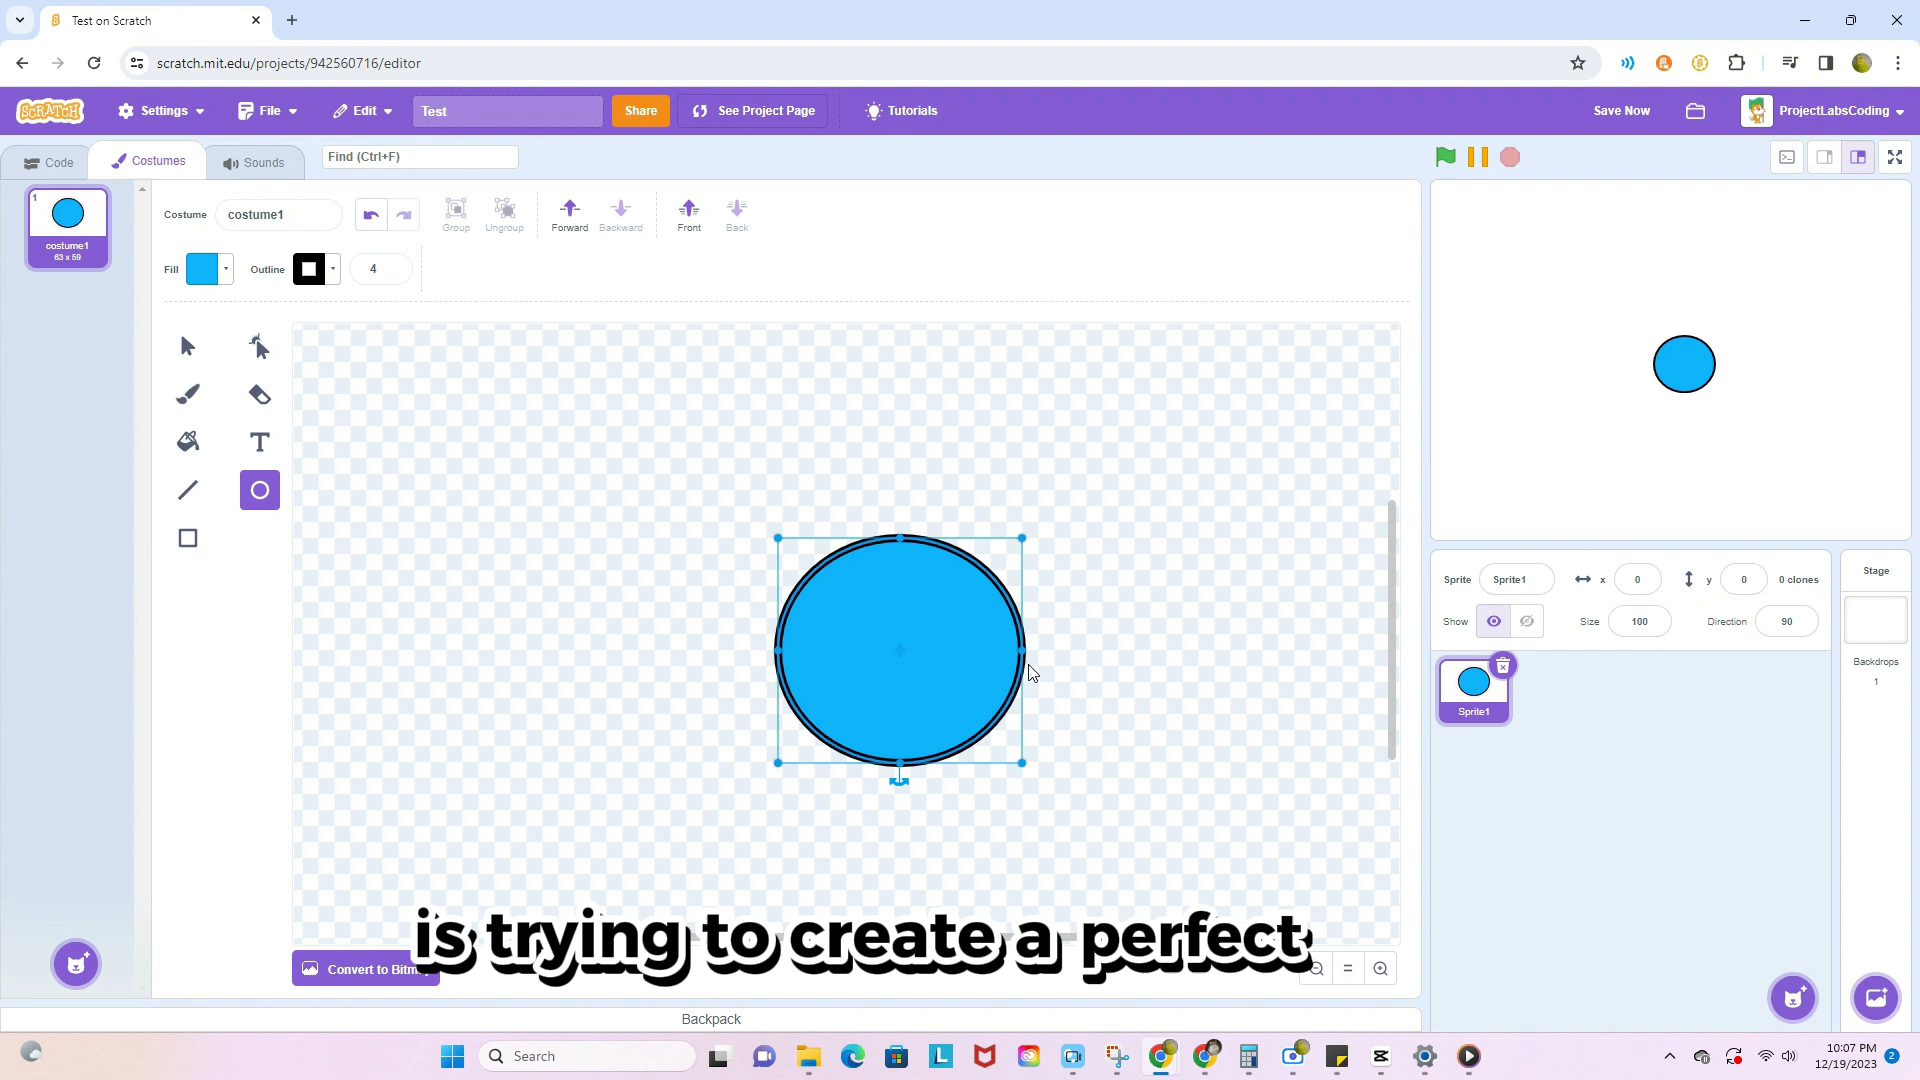 Test on Scratch
scratch.mit.edu/projects/942560716/editor
SCRATCH
Settings
File
Edit
Test
Share
See Project Page
Tutorials
Save Now
ProjectLabsCoding
Code
Costumes
Sounds
Find (Ctrl+F)
1
costume1
63 x 59
Costume
costume1
Group
Ungroup
Forward
Backward
Front
Back
Fill
Outline
4
T
Sprite
Sprite1
x
0
y
0
0 clones
Show
Size
100
Direction
90
Sprite1
Stage
Backdrops
1
is trying to create a perfect
Convert to Bitm
Backpack
Search
L
10:07 PM
12/19/2023
2